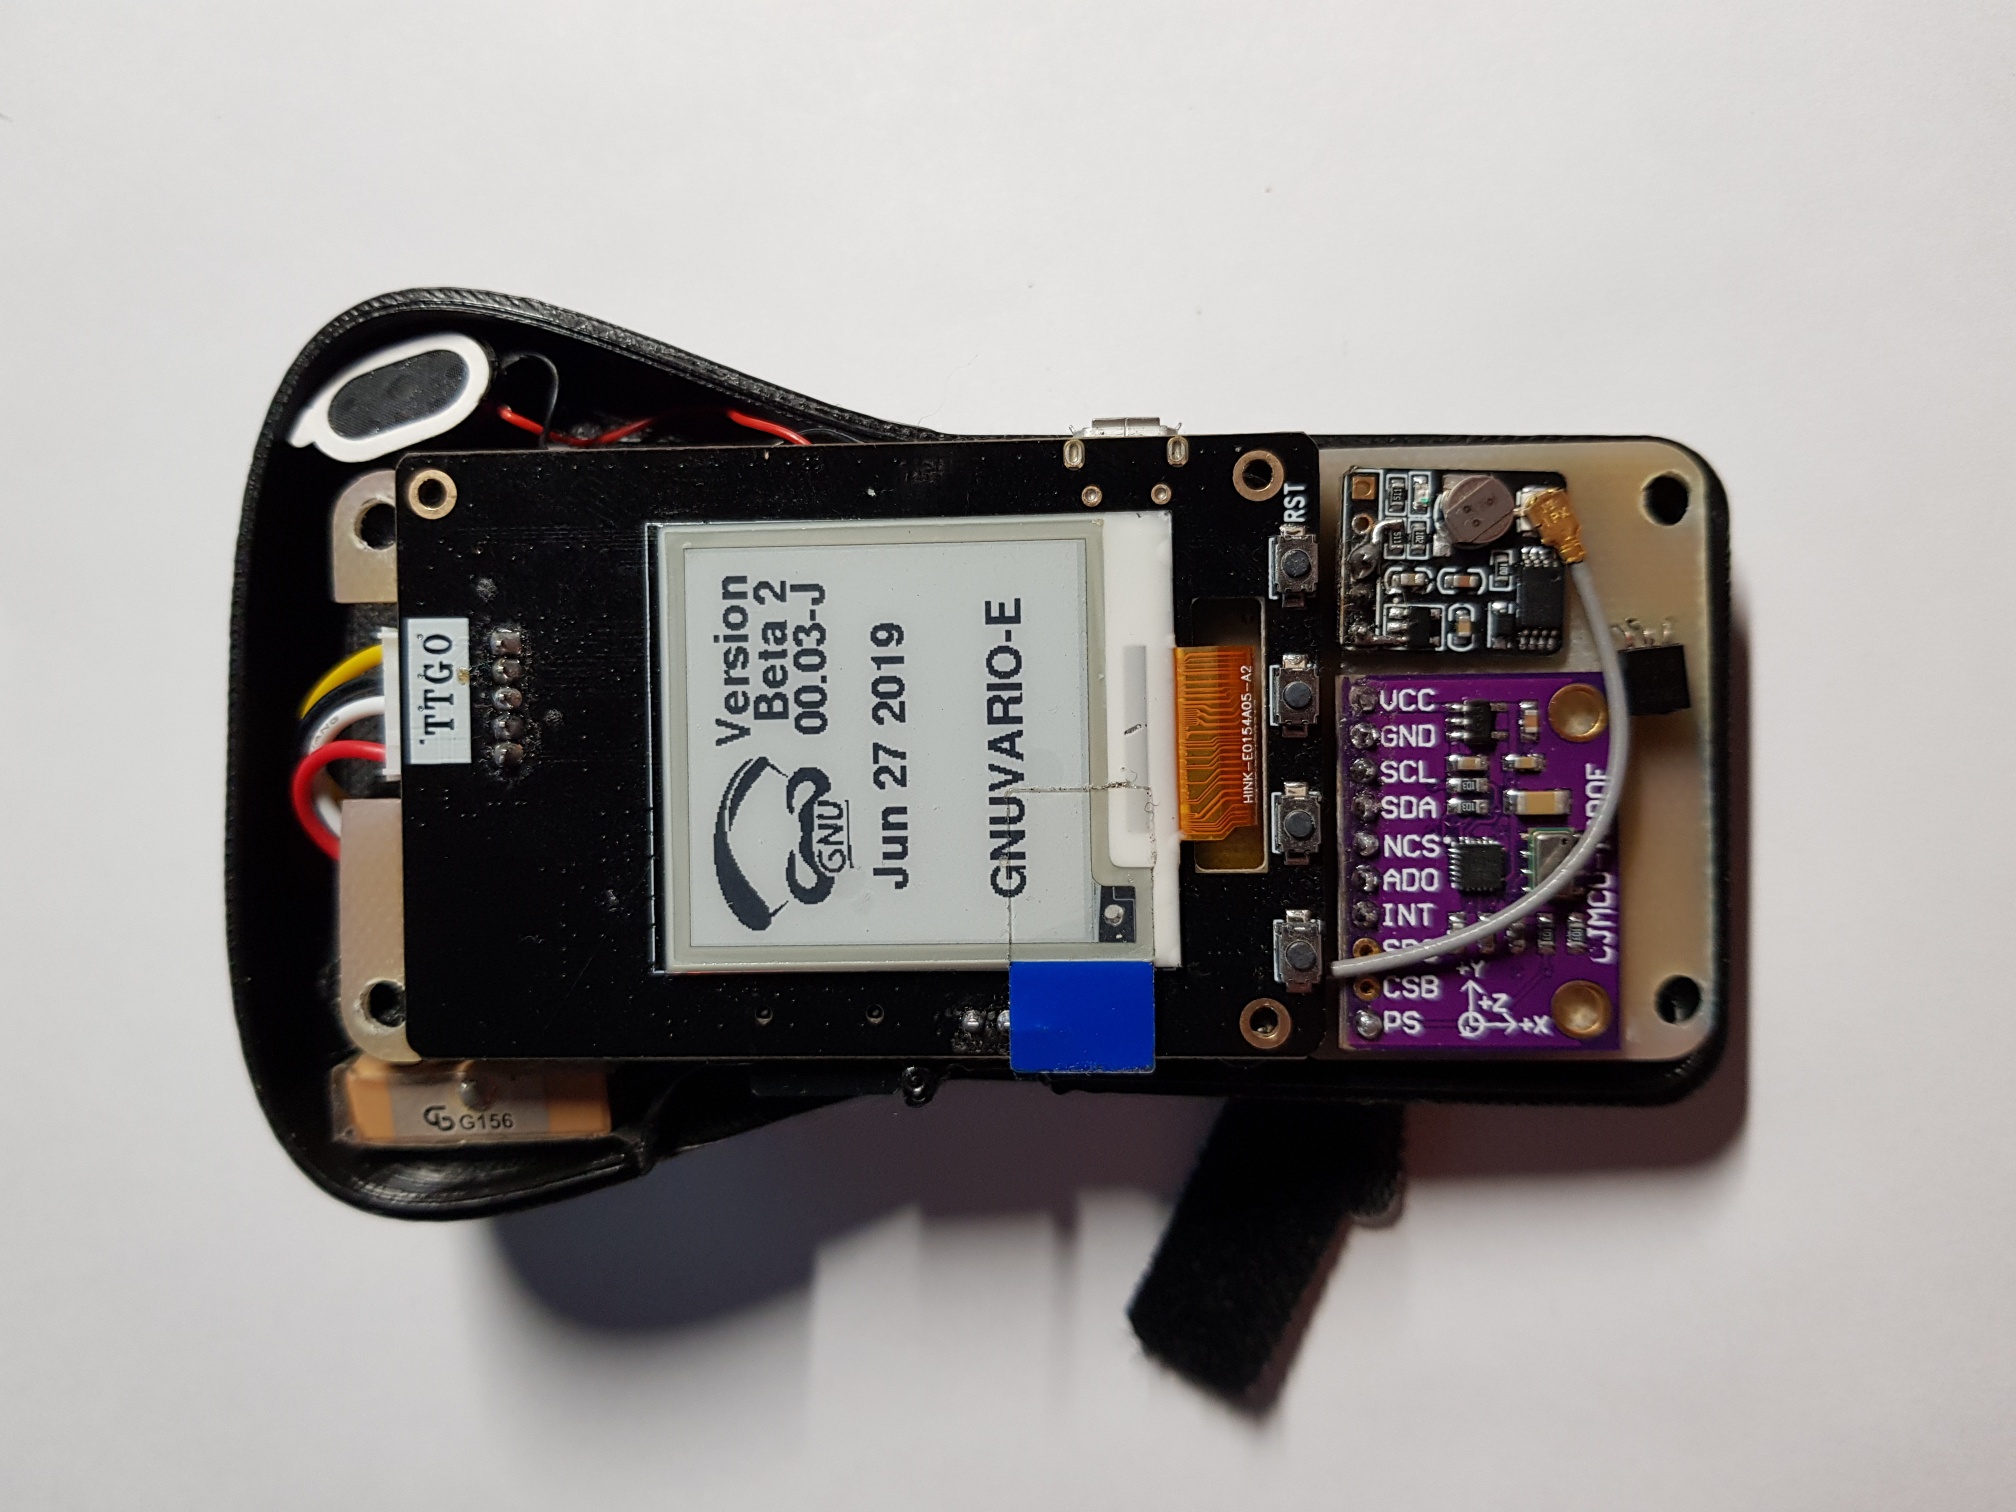 TTGO
G156
Version
Beta 2
00.03-J
GNU
Jun 27 2019
GNUVARIO-E
HINK-E0154A05-A2
RST
PS
CSB
INT
ADO
NCS
SDA
SCL
GND
VCC
+Y
+Z
+X